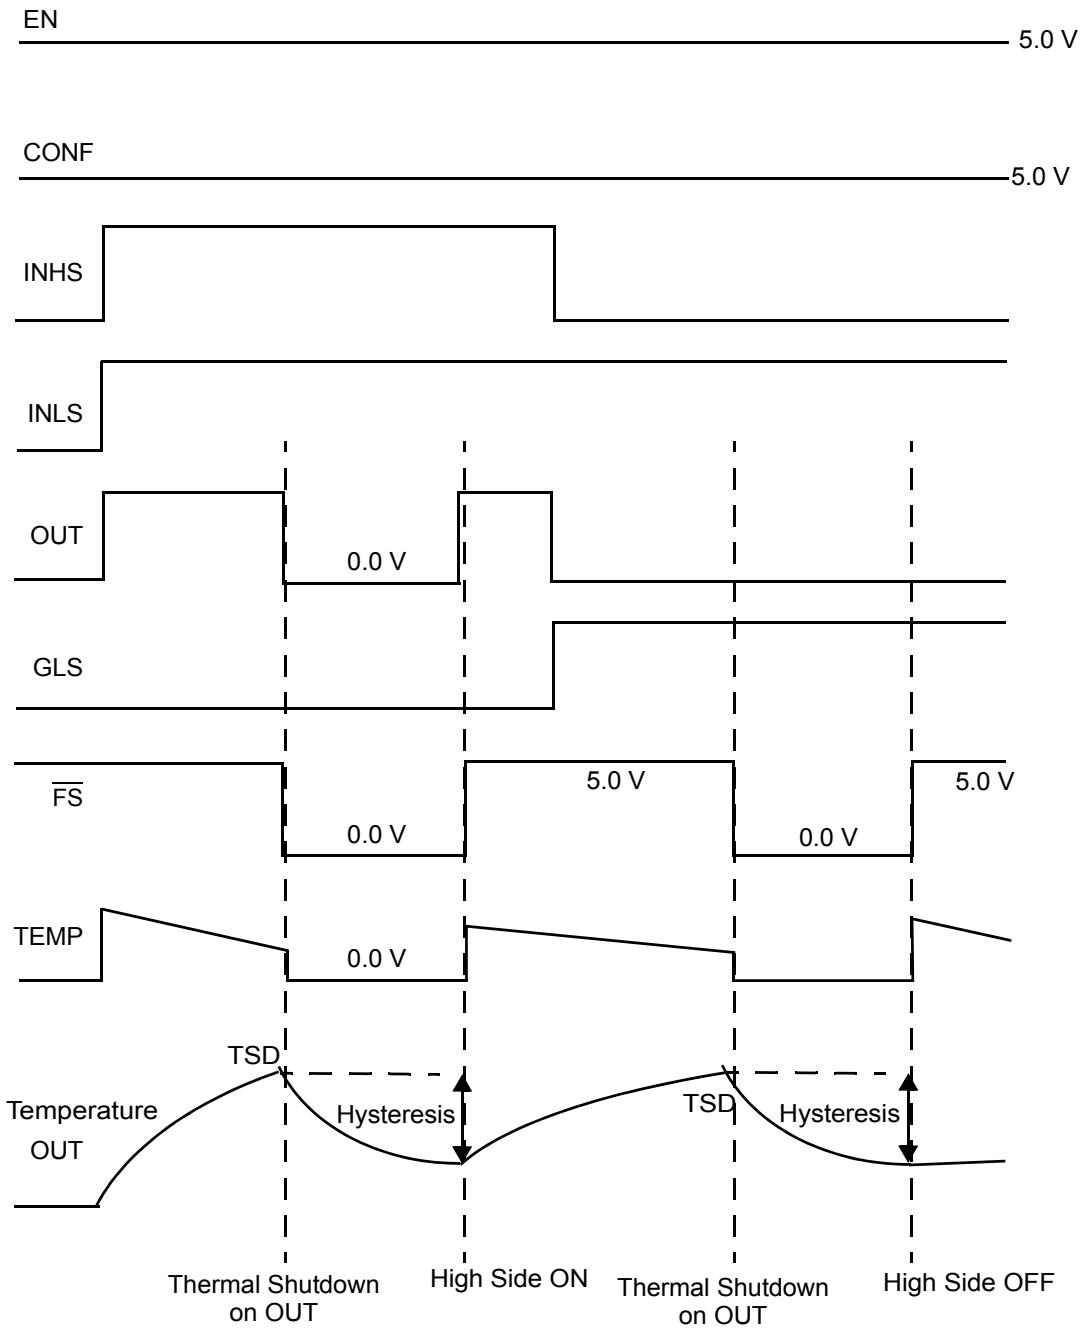 EN
5.0 V
CONF
5.0 V
INHS
INLS
OUT
0.0 V
GLS
FS
5.0 V
5.0 V
0.0 V
0.0 V
TEMP
0.0 V
TSD
Temperature
OUT
Hysteresis
TSD
Hysteresis
Thermal Shutdown
on OUT
High Side ON
Thermal Shutdown
on OUT
High Side OFF